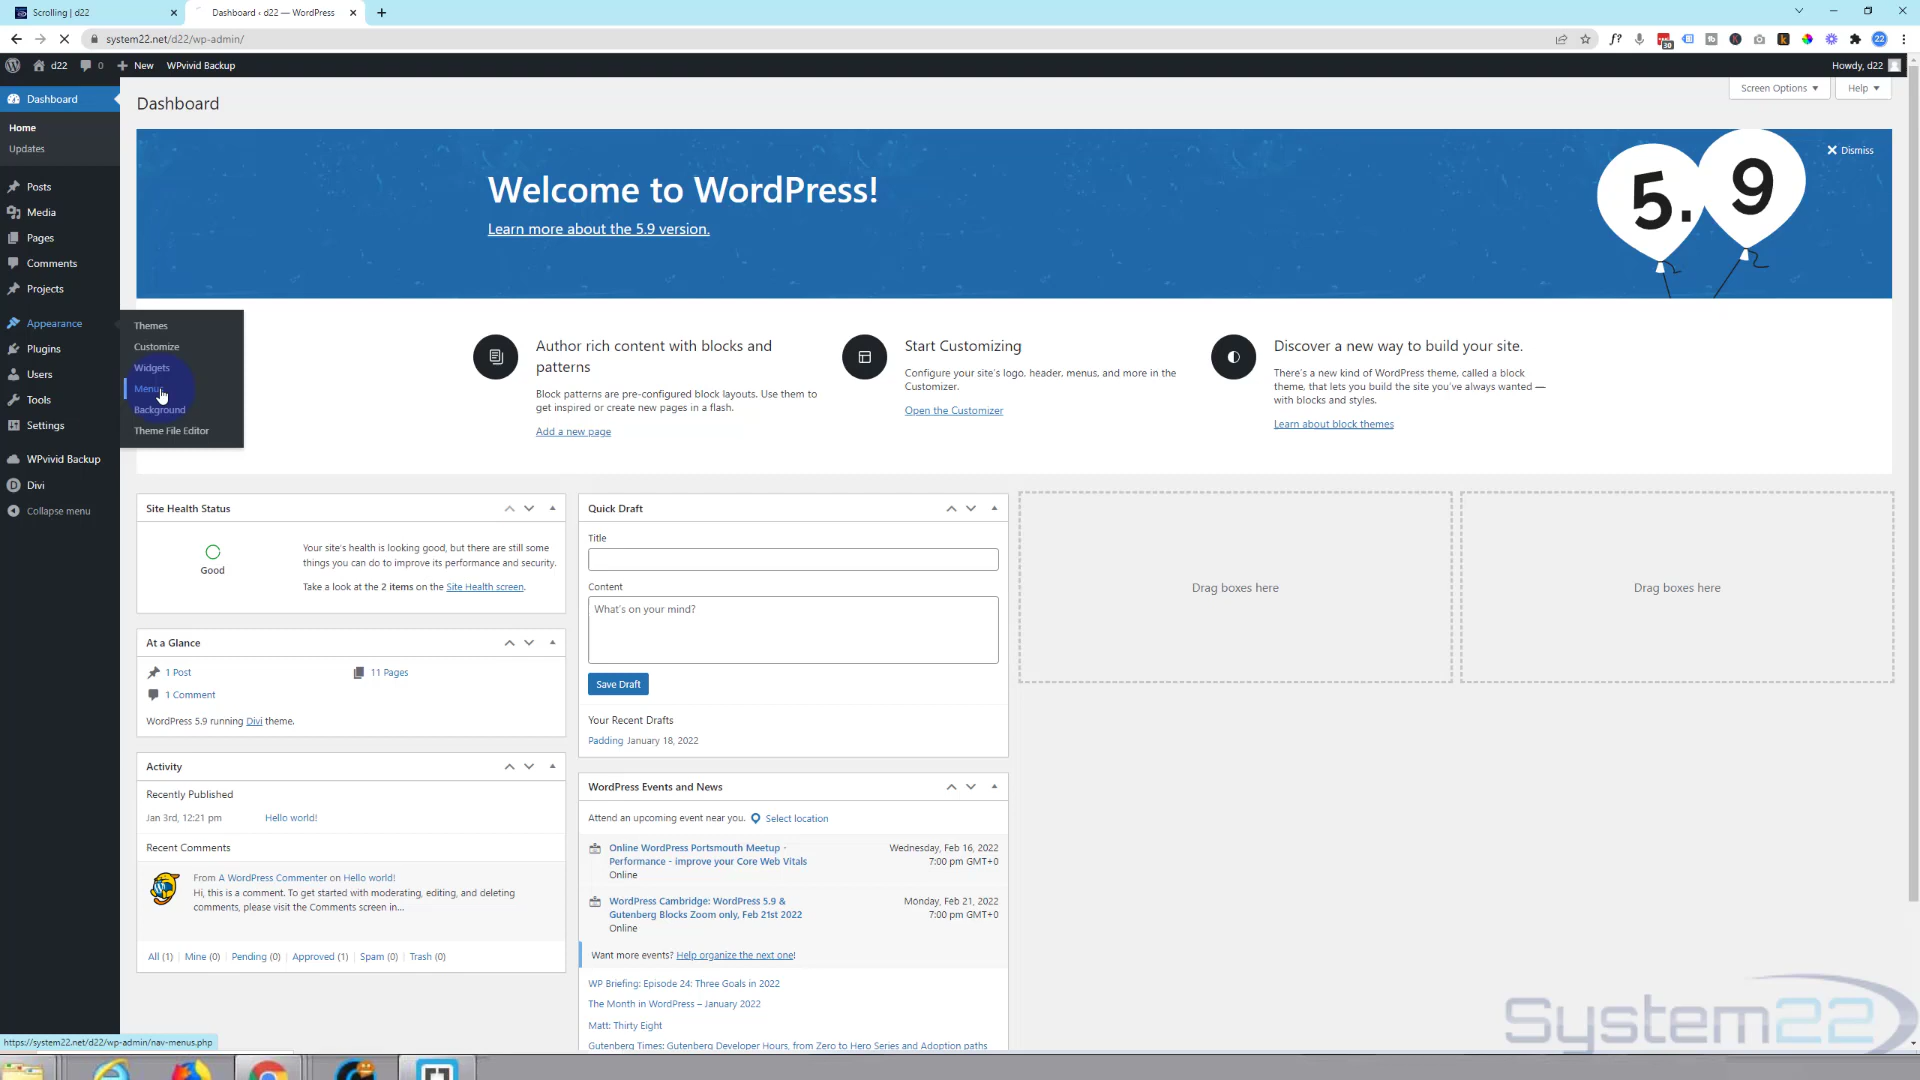 Scrolling | d22
Dashboard ‹ d22 — WordPress
system22.net/d22/wp-admin/
d22
0
New
WPvivid Backup
Howdy, d22
Dashboard
Home
Updates
Posts
Media
Pages
Comments
Projects
Appearance
Plugins
Users
Tools
Settings
WPvivid Backup
Divi
Collapse menu
Themes
Customize
Widgets
Menus
Background
Theme File Editor
Dashboard
Screen Options ▼
Help ▼
Welcome to WordPress!
Learn more about the 5.9 version.
Dismiss
5.9
Author rich content with blocks and
patterns
Block patterns are pre-configured block layouts. Use them to
get inspired or create new pages in a flash.
Add a new page
Start Customizing
Configure your site's logo, header, menus, and more in the
Customizer.
Open the Customizer
Discover a new way to build your site.
There's a new kind of WordPress theme, called a block
theme, that lets you build the site you've always wanted —
with blocks and styles.
Learn about block themes
Site Health Status
Good
Your site's health is looking good, but there are still some
things you can do to improve its performance and security.
Take a look at the 2 items on the Site Health screen.
At a Glance
1 Post
11 Pages
1 Comment
WordPress 5.9 running Divi theme.
Activity
Recently Published
Jan 3rd, 12:21 pm
Hello world!
Recent Comments
From A WordPress Commenter on Hello world!
Hi, this is a comment. To get started with moderating, editing, and deleting
comments, please visit the Comments screen in…
All (1) | Mine (0) | Pending (0) | Approved (1) | Spam (0) | Trash (0)
Quick Draft
Title
Content
What's on your mind?
Save Draft
Your Recent Drafts
Padding January 18, 2022
WordPress Events and News
Attend an upcoming event near you.
Select location
Online WordPress Portsmouth Meetup -
Performance - improve your Core Web Vitals
Online
Wednesday, Feb 16, 2022
7:00 pm GMT+0
WordPress Cambridge: WordPress 5.9 &
Gutenberg Blocks Zoom only, Feb 21st 2022
Online
Monday, Feb 21, 2022
7:00 pm GMT+0
Want more events? Help organize the next one!
WP Briefing: Episode 24: Three Goals in 2022
The Month in WordPress – January 2022
Matt: Thirty Eight
Gutenberg Times: Gutenberg Developer Hours, from Zero to Hero Series and Adoption paths
Drag boxes here
Drag boxes here
System22
https://system22.net/d22/wp-admin/nav-menus.php